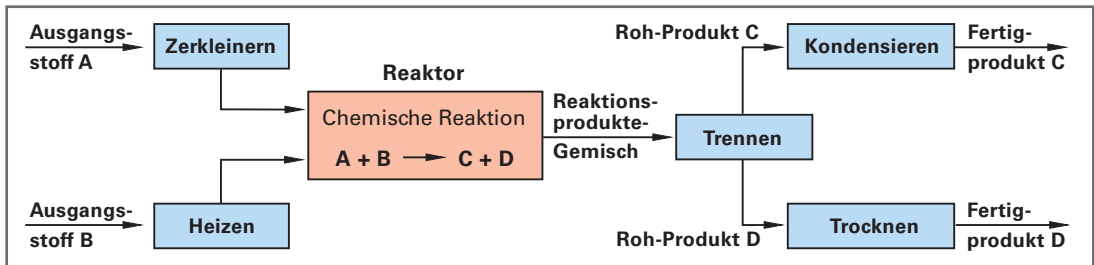 Ausgangs-
stoff A
Zerkleinern
Reaktor
Chemische Reaktion
A + B → C + D
Ausgangs-
stoff B
Heizen
Reaktions-
produkte-
Gemisch
Trennen
Roh-Produkt C
Kondensieren
Fertig-
produkt C
Roh-Produkt D
Trocknen
Fertig-
produkt D